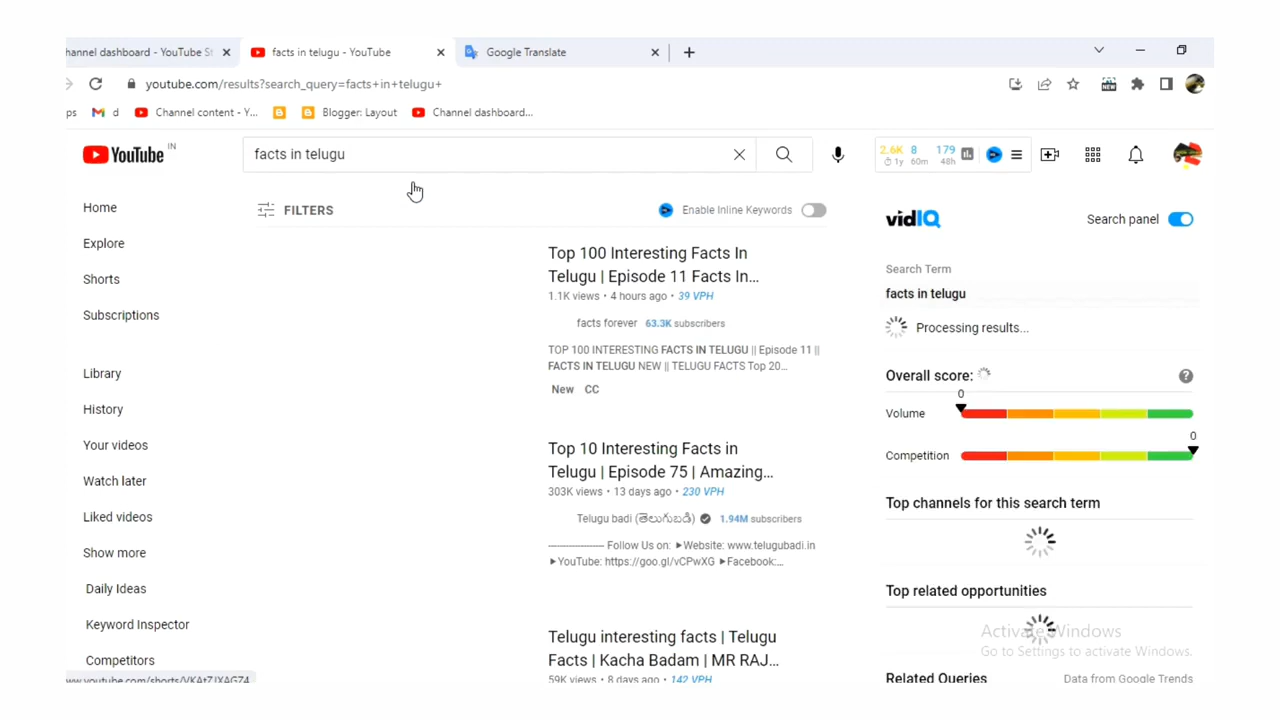 hannel dashboard - YouTube St
facts in telugu - YouTube
Google Translate
youtube.com/results?search_query=facts+in+telugu+
ps
d
Channel content - Y...
Blogger: Layout
Channel dashboard...
YouTube IN
facts in telugu
2.6K 8 179
1y 60m 48h
NEW
Home
Explore
Shorts
Subscriptions
Library
History
Your videos
Watch later
Liked videos
Show more
Daily Ideas
Keyword Inspector
Competitors
FILTERS
Enable Inline Keywords
Top 100 Interesting Facts In
Telugu | Episode 11 Facts In...
1.1K views • 4 hours ago • 39 VPH
facts forever 63.3K subscribers
TOP 100 INTERESTING FACTS IN TELUGU || Episode 11 ||
FACTS IN TELUGU NEW || TELUGU FACTS Top 20...
New CC
Top 10 Interesting Facts in
Telugu | Episode 75 | Amazing...
303K views • 13 days ago • 230 VPH
Telugu badi (తెలుగుబడి) 1.94M subscribers
------------------- Follow Us on: ►Website: www.telugubadi.in
►YouTube: https://goo.gl/vCPwXG ►Facebook:...
Telugu interesting facts | Telugu
Facts | Kacha Badam | MR RAJ...
59K views • 8 days ago • 142 VPH
vidIQ
Search panel
Search Term
facts in telugu
Processing results...
Overall score:
?
0
Volume
0
Competition
Top channels for this search term
Top related opportunities
Activate Windows
Go to Settings to activate Windows.
Related Queries
Data from Google Trends